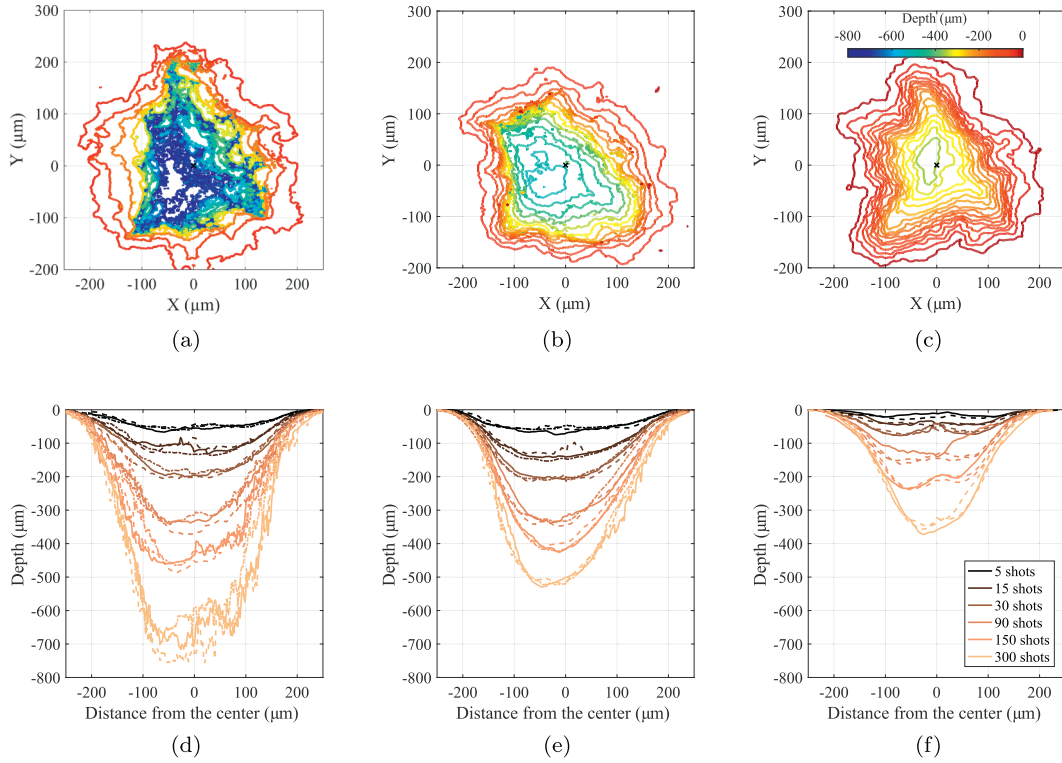 300
200
100
0
-100
-200
Y (μm)
-200 -100 0 100 200
X (μm)
(a)
300
200
100
0
-100
-200
Y (μm)
-200 -100 0 100 200
X (μm)
(b)
Depth (μm)
-800 -600 -400 -200 0
300
200
100
0
-100
-200
Y (μm)
-200 -100 0 100 200
X (μm)
(c)
0
-100
-200
-300
-400
-500
-600
-700
-800
Depth (μm)
-200 -100 0 100 200
Distance from the center (μm)
(d)
0
-100
-200
-300
-400
-500
-600
-700
-800
Depth (μm)
-200 -100 0 100 200
Distance from the center (μm)
(e)
0
-100
-200
-300
-400
-500
-600
-700
-800
Depth (μm)
5 shots
15 shots
30 shots
90 shots
150 shots
300 shots
-200 -100 0 100 200
Distance from the center (μm)
(f)